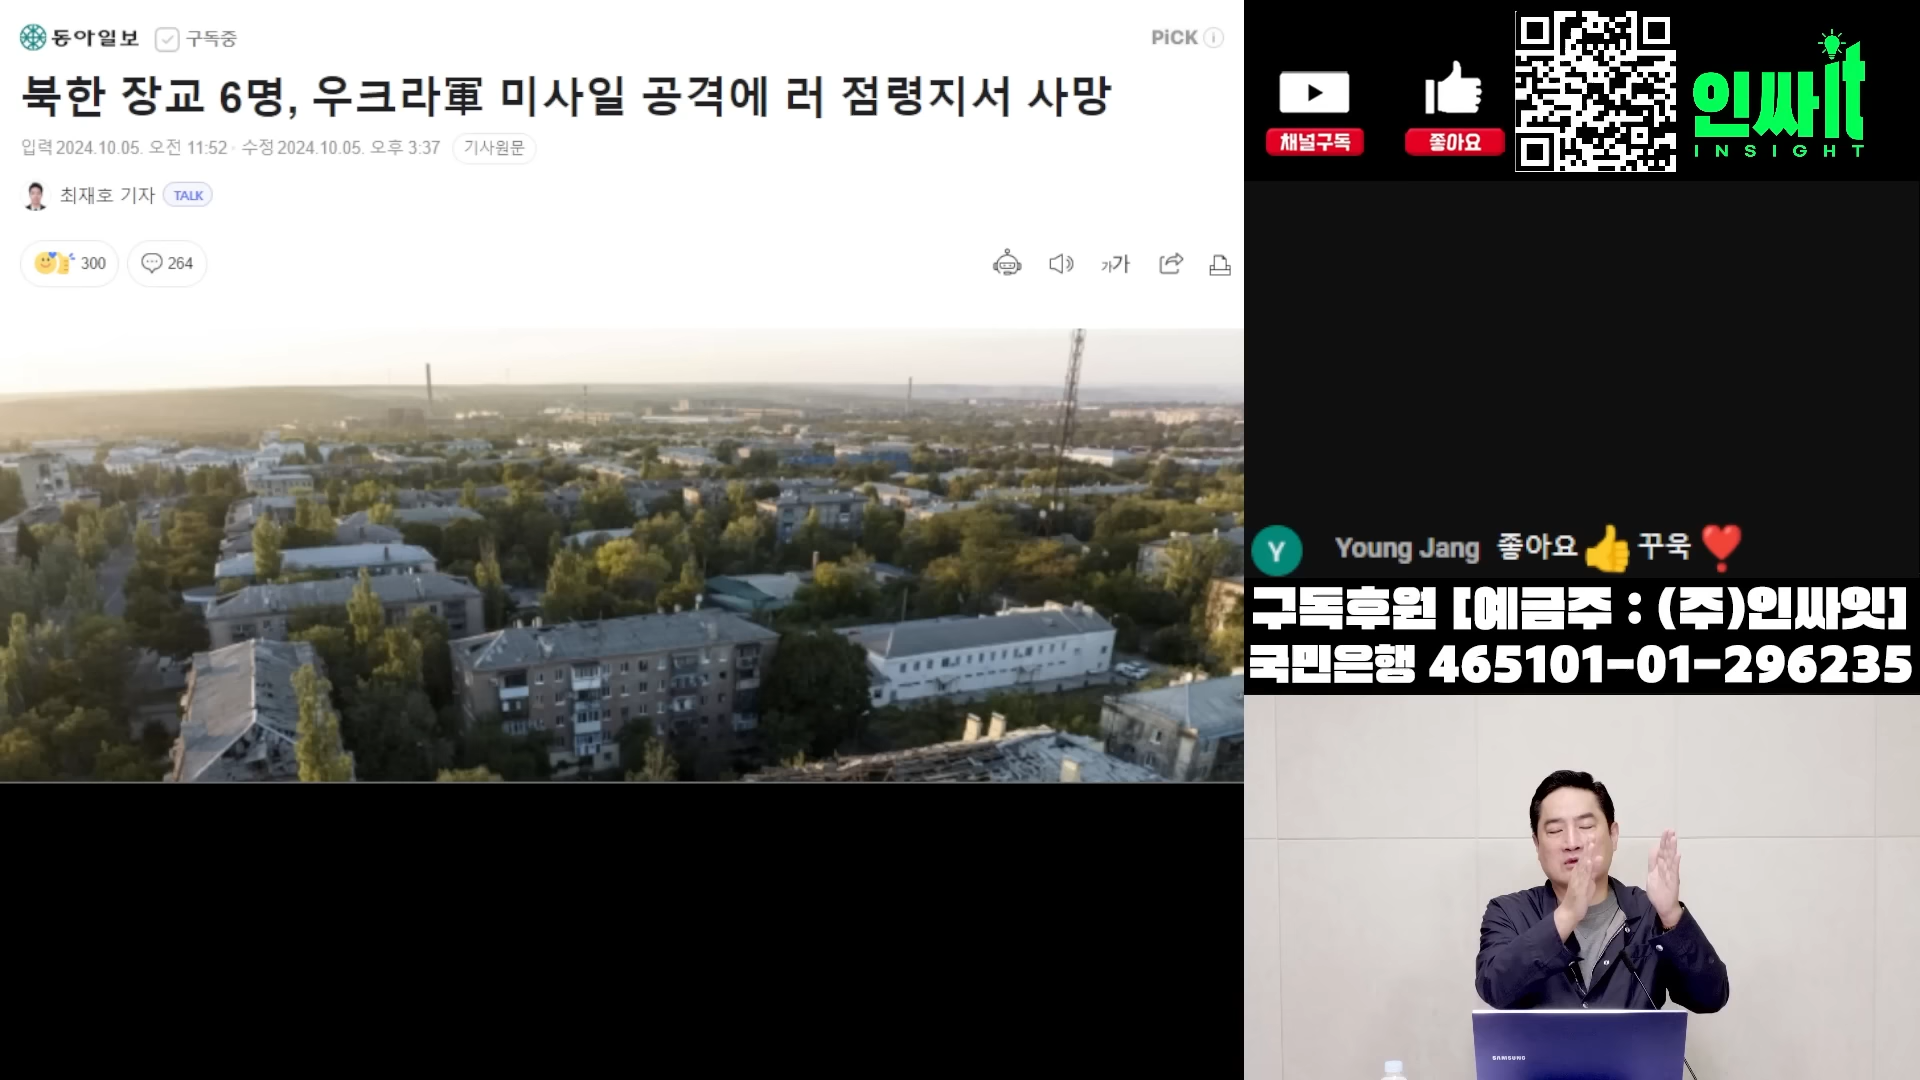 동아일보 구독중
PiCK
북한 장교 6명, 우크라軍 미사일 공격에 러 점령지서 사망
입력 2024.10.05. 오전 11:52 · 수정 2024.10.05. 오후 3:37 기사원문
최재호 기자 TALK
300 264
가가
채널구독
좋아요
인싸it
INSIGHT
Y Young Jang 좋아요👍꾸욱❣️
구독후원 [예금주 : (주)인싸잇]
국민은행 465101-01-296235
SAMSUNG